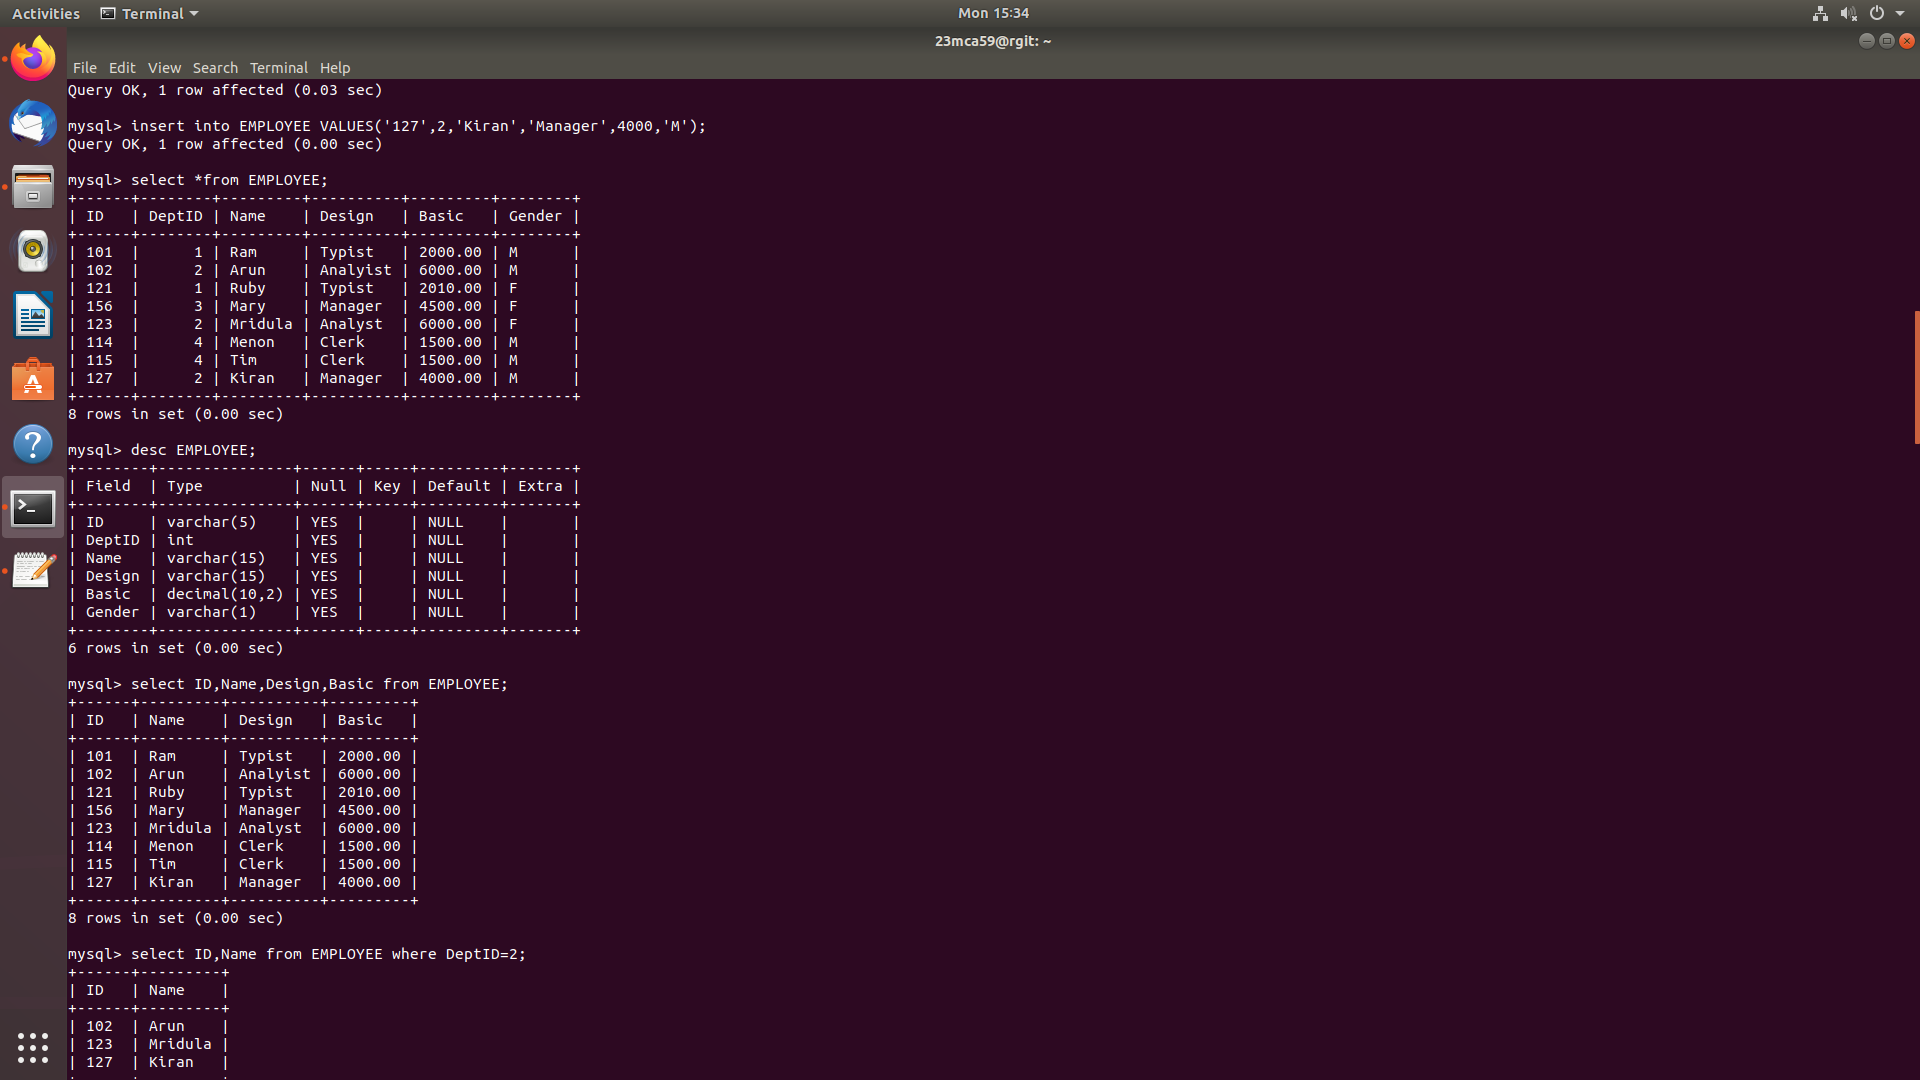 Activities Terminal Mon 15:34
23mca59@rgit: ~
File Edit View Search Terminal Help
Query OK, 1 row affected (0.03 sec)

mysql> insert into EMPLOYEE VALUES('127',2,'Kiran','Manager',4000,'M');
Query OK, 1 row affected (0.00 sec)

mysql> select *from EMPLOYEE;
+------+--------+---------+----------+---------+--------+
| ID   | DeptID | Name    | Design   | Basic   | Gender |
+------+--------+---------+----------+---------+--------+
| 101  |      1 | Ram     | Typist   | 2000.00 | M      |
| 102  |      2 | Arun    | Analyist | 6000.00 | M      |
| 121  |      1 | Ruby    | Typist   | 2010.00 | F      |
| 156  |      3 | Mary    | Manager  | 4500.00 | F      |
| 123  |      2 | Mridula | Analyst  | 6000.00 | F      |
| 114  |      4 | Menon   | Clerk    | 1500.00 | M      |
| 115  |      4 | Tim     | Clerk    | 1500.00 | M      |
| 127  |      2 | Kiran   | Manager  | 4000.00 | M      |
+------+--------+---------+----------+---------+--------+
8 rows in set (0.00 sec)

mysql> desc EMPLOYEE;
+--------+---------------+------+-----+---------+-------+
| Field  | Type          | Null | Key | Default | Extra |
+--------+---------------+------+-----+---------+-------+
| ID     | varchar(5)    | YES  |     | NULL    |       |
| DeptID | int           | YES  |     | NULL    |       |
| Name   | varchar(15)   | YES  |     | NULL    |       |
| Design | varchar(15)   | YES  |     | NULL    |       |
| Basic  | decimal(10,2) | YES  |     | NULL    |       |
| Gender | varchar(1)    | YES  |     | NULL    |       |
+--------+---------------+------+-----+---------+-------+
6 rows in set (0.00 sec)

mysql> select ID,Name,Design,Basic from EMPLOYEE;
+------+---------+----------+---------+
| ID   | Name    | Design   | Basic   |
+------+---------+----------+---------+
| 101  | Ram     | Typist   | 2000.00 |
| 102  | Arun    | Analyist | 6000.00 |
| 121  | Ruby    | Typist   | 2010.00 |
| 156  | Mary    | Manager  | 4500.00 |
| 123  | Mridula | Analyst  | 6000.00 |
| 114  | Menon   | Clerk    | 1500.00 |
| 115  | Tim     | Clerk    | 1500.00 |
| 127  | Kiran   | Manager  | 4000.00 |
+------+---------+----------+---------+
8 rows in set (0.00 sec)

mysql> select ID,Name from EMPLOYEE where DeptID=2;
+------+---------+
| ID   | Name    |
+------+---------+
| 102  | Arun    |
| 123  | Mridula |
| 127  | Kiran   |